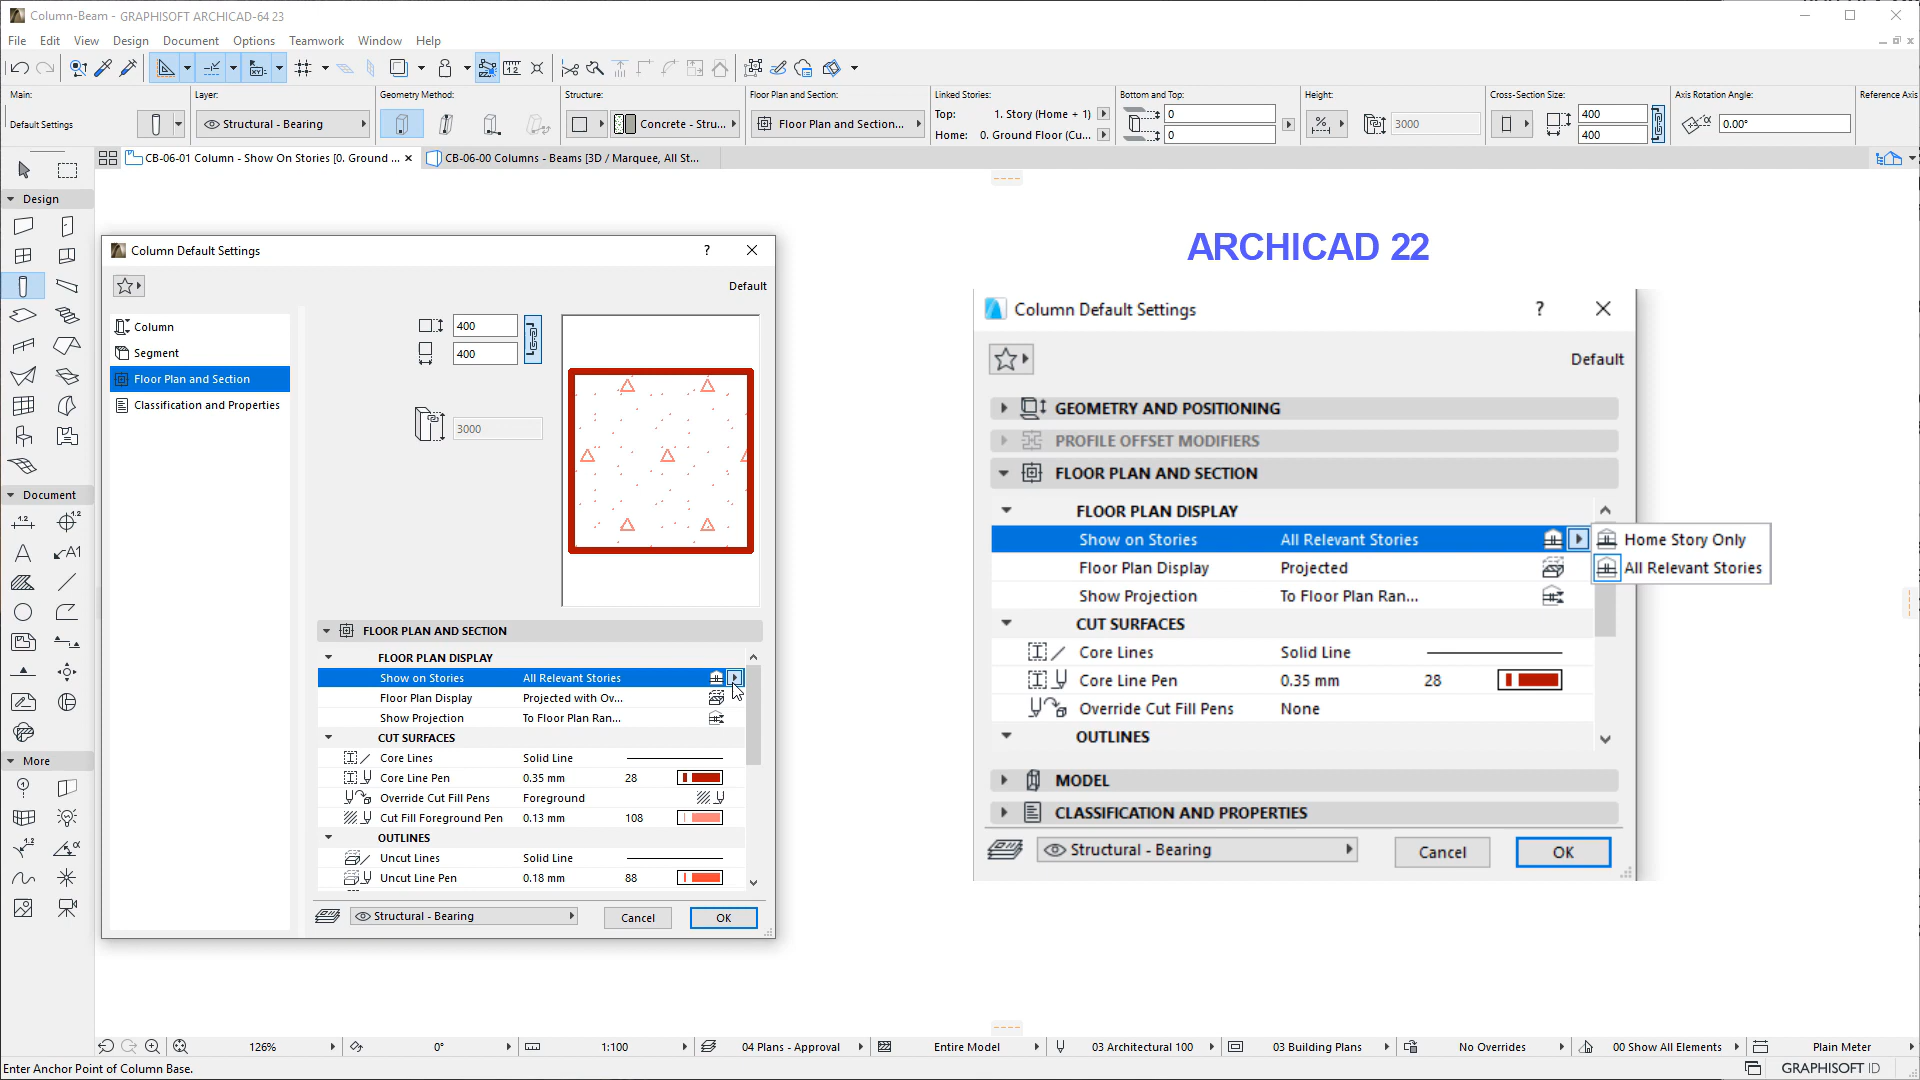 Column-Beam - GRAPHISOFT ARCHICAD-64 23
File Edit View Design Document Options Teamwork Window Help
Main: Layer: Geometry Method: Structure: Floor Plan and Section: Linked Stories: Bottom and Top: Height: Cross-Section Size: Axis Rotation Angle: Reference Axis
Top: 1. Story (Home + 1) 0 400
Default Settings Structural - Bearing Concrete - Stru... Floor Plan and Section... 3000 0.00°
Home: 0. Ground Floor (Cu... 0 400
CB-06-01 Column - Show On Stories [0. Ground ... CB-06-00 Columns - Beams [3D / Marquee, All St...
Design
Document
More
Column Default Settings ?
Default
Column
Segment
Floor Plan and Section
Classification and Properties
400
400
3000
FLOOR PLAN AND SECTION
FLOOR PLAN DISPLAY
Show on Stories All Relevant Stories
Floor Plan Display Projected with Ov...
Show Projection To Floor Plan Ran...
CUT SURFACES
Core Lines Solid Line
Core Line Pen 0.35 mm 28
Override Cut Fill Pens Foreground
Cut Fill Foreground Pen 0.13 mm 108
OUTLINES
Uncut Lines Solid Line
Uncut Line Pen 0.18 mm 88
Structural - Bearing Cancel OK
ARCHICAD 22
Column Default Settings ?
Default
GEOMETRY AND POSITIONING
PROFILE OFFSET MODIFIERS
FLOOR PLAN AND SECTION
FLOOR PLAN DISPLAY
Show on Stories All Relevant Stories Home Story Only
Floor Plan Display Projected All Relevant Stories
Show Projection To Floor Plan Ran...
CUT SURFACES
Core Lines Solid Line
Core Line Pen 0.35 mm 28
Override Cut Fill Pens None
OUTLINES
MODEL
CLASSIFICATION AND PROPERTIES
Structural - Bearing Cancel OK
126% 0° 1:100 04 Plans - Approval Entire Model 03 Architectural 100 03 Building Plans No Overrides 00 Show All Elements Plain Meter
Enter Anchor Point of Column Base. GRAPHISOFT ID